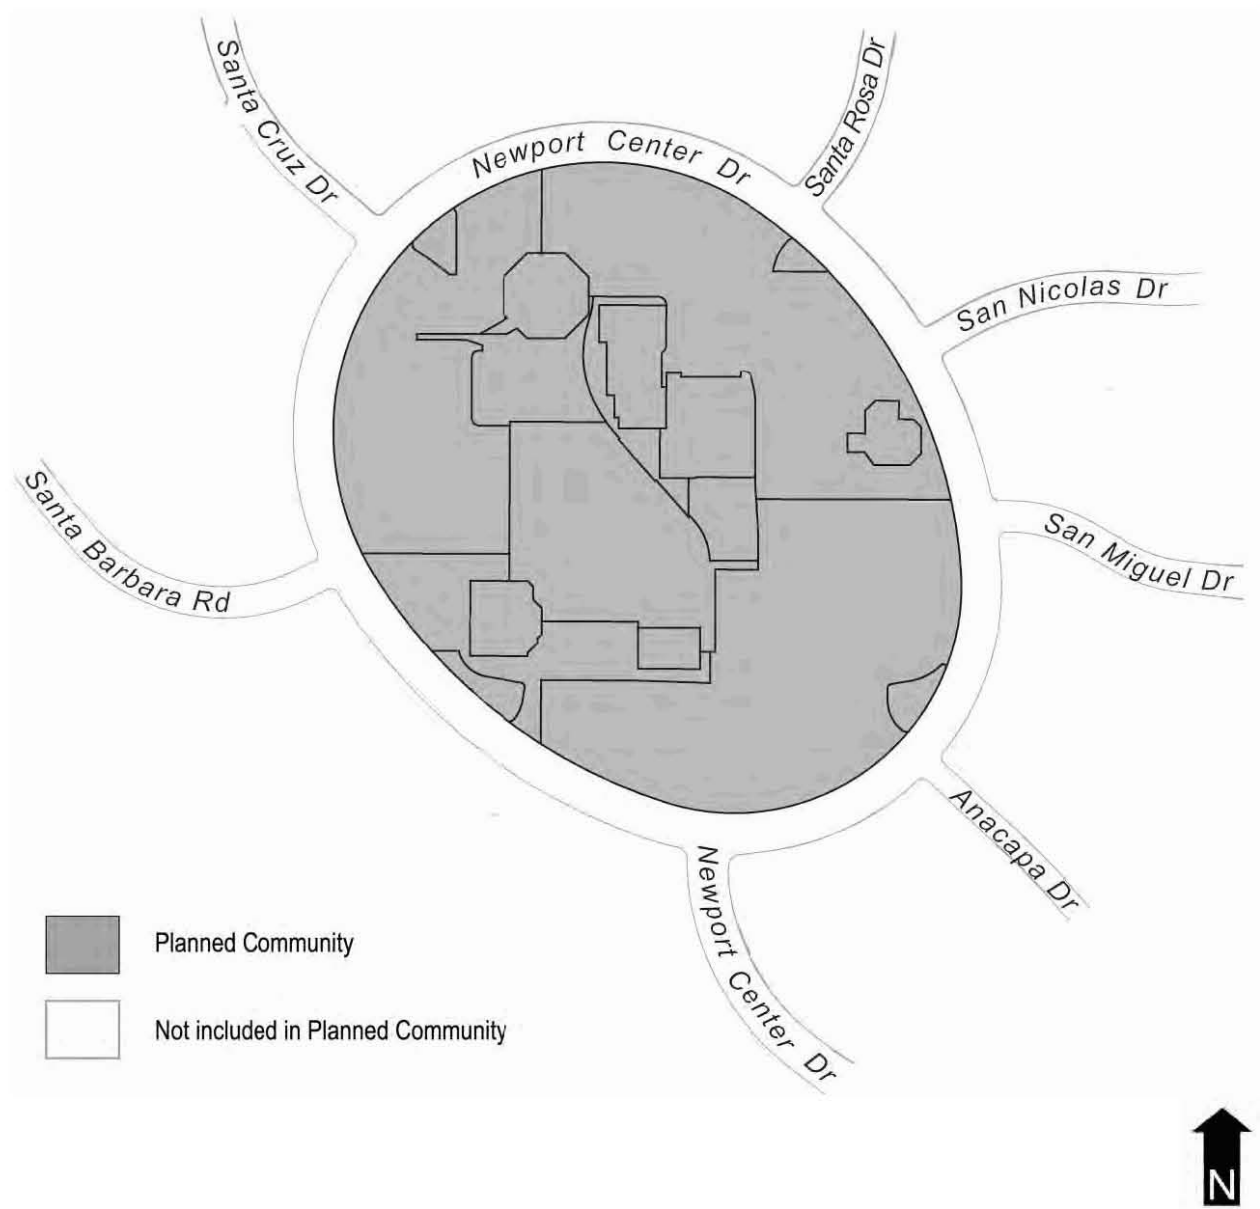 Santa Cruz Dr
Newport Center Dr
Santa Rosa Dr
San Nicolas Dr
Santa Barbara Rd
San Miguel Dr
Anacapa Dr
Newport Center Dr
Planned Community
Not included in Planned Community
N